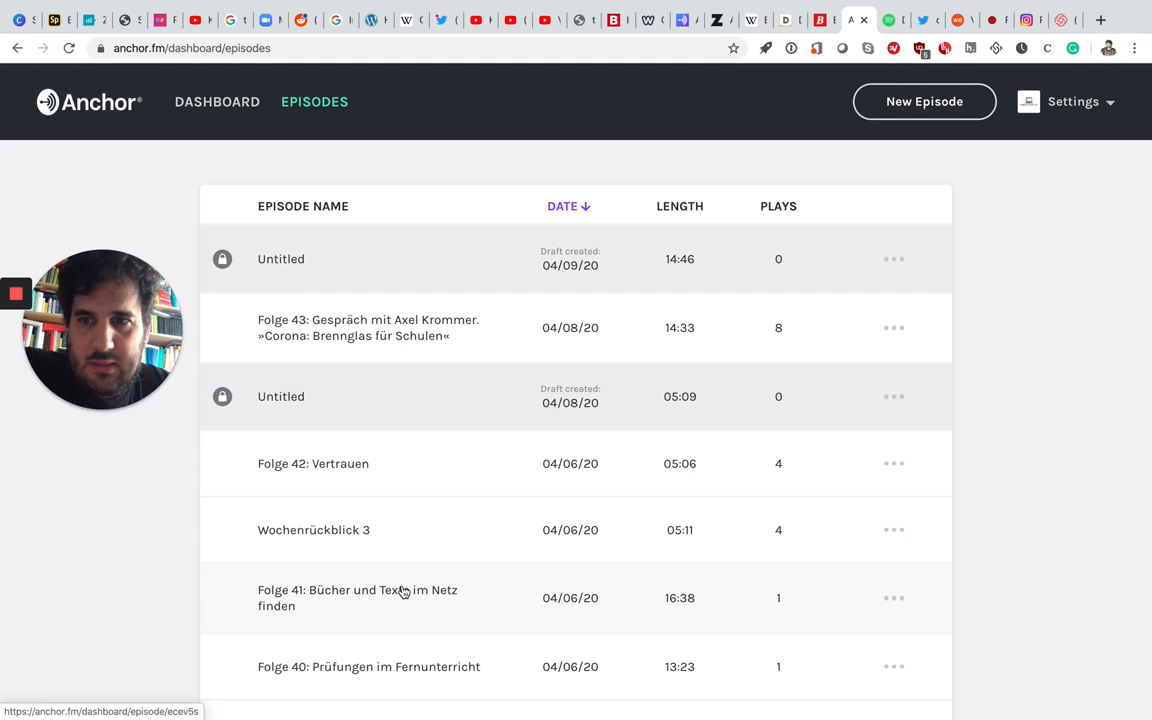 anchor.fm/dashboard/episodes
Anchor®
DASHBOARD
EPISODES
New Episode
Settings
EPISODE NAME
DATE ↓
LENGTH
PLAYS
Untitled
Draft created:
04/09/20
14:46
0
Folge 43: Gespräch mit Axel Krommer.
»Corona: Brennglas für Schulen«
04/08/20
14:33
8
Untitled
Draft created:
04/08/20
05:09
0
Folge 42: Vertrauen
04/06/20
05:06
4
Wochenrückblick 3
04/06/20
05:11
4
Folge 41: Bücher und Texte im Netz
finden
04/06/20
16:38
1
Folge 40: Prüfungen im Fernunterricht
04/06/20
13:23
1
https://anchor.fm/dashboard/episode/ecev5s